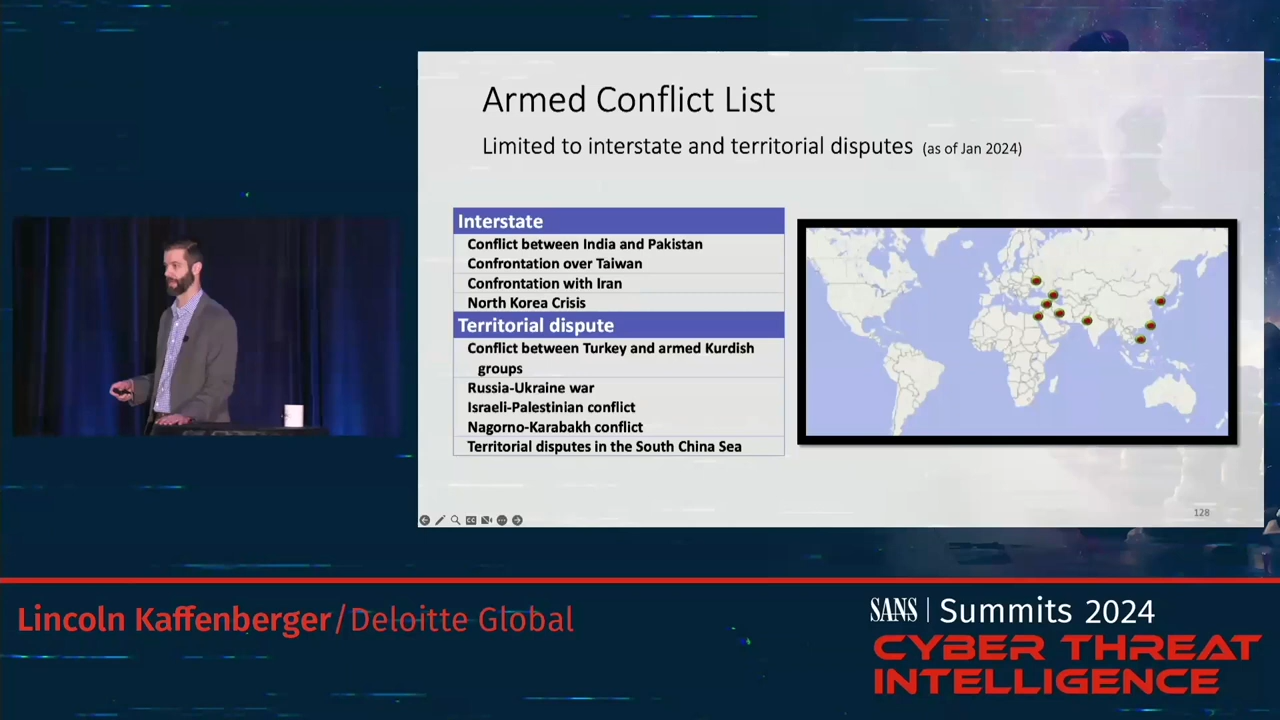 Armed Conflict List
Limited to interstate and territorial disputes (as of Jan 2024)
Interstate
Conflict between India and Pakistan
Confrontation over Taiwan
Confrontation with Iran
North Korea Crisis
Territorial dispute
Conflict between Turkey and armed Kurdish
groups
Russia-Ukraine war
Israeli-Palestinian conflict
Nagorno-Karabakh conflict
Territorial disputes in the South China Sea
128
Lincoln Kaffenberger/Deloitte Global
SANS | Summits 2024
CYBER THREAT
INTELLIGENCE